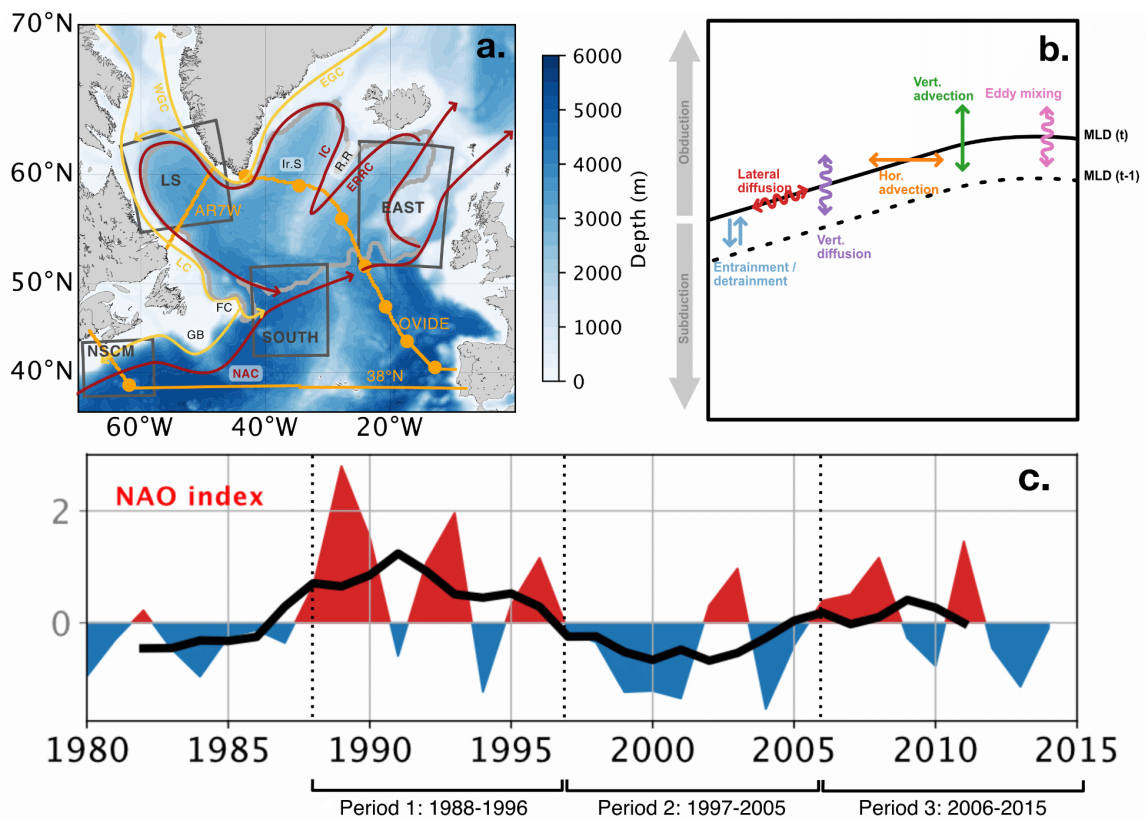 70°N
60°N
50°N
40°N
60°W
40°W
20°W
a.
WGC
EGC
LS
Ir.S
IC
R.R
ERRC
EAST
AR7W
LC
FC
GB
SOUTH
OVIDE
NSCM
NAC
38°N
6000
5000
4000
3000
2000
1000
0
Depth (m)
b.
Obduction
Subduction
Vert.
advection
Eddy mixing
MLD (t)
MLD (t-1)
Lateral
diffusion
Hor.
advection
Vert.
diffusion
Entrainment /
detrainment
c.
NAO index
2
0
1980
1985
1990
1995
2000
2005
2010
2015
Period 1: 1988-1996
Period 2: 1997-2005
Period 3: 2006-2015